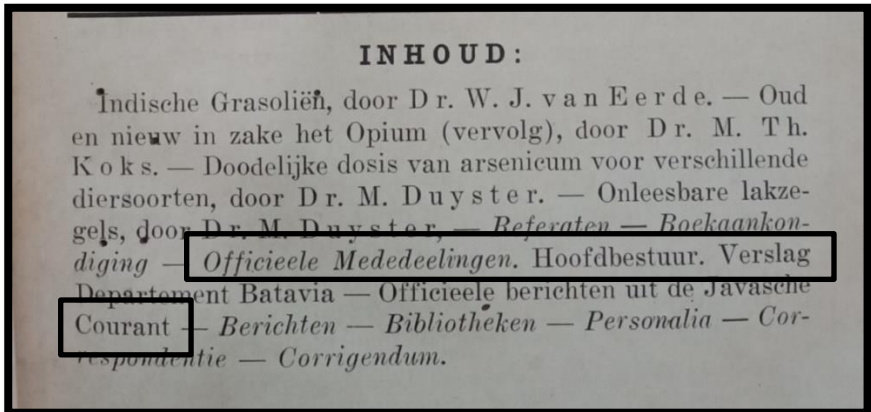 INHOUD:
Indische Grasoliën, door Dr. W. J. van Eerde. — Oud
en nieuw in zake het Opium (vervolg), door Dr. M. Th.
Koks. — Doodelijke dosis van arsenicum voor verschillende
diersoorten, door Dr. M. Duyster. — Onleesbare lakze-
gels, door Dr. M. Duyster, — Referaten — Boekaankon-
diging — Officieele Mededeelingen. Hoofdbestuur. Verslag
Departement Batavia — Officieele berichten uit de Javasche
Courant — Berichten — Bibliotheken — Personalia — Cor-
respondentie — Corrigendum.